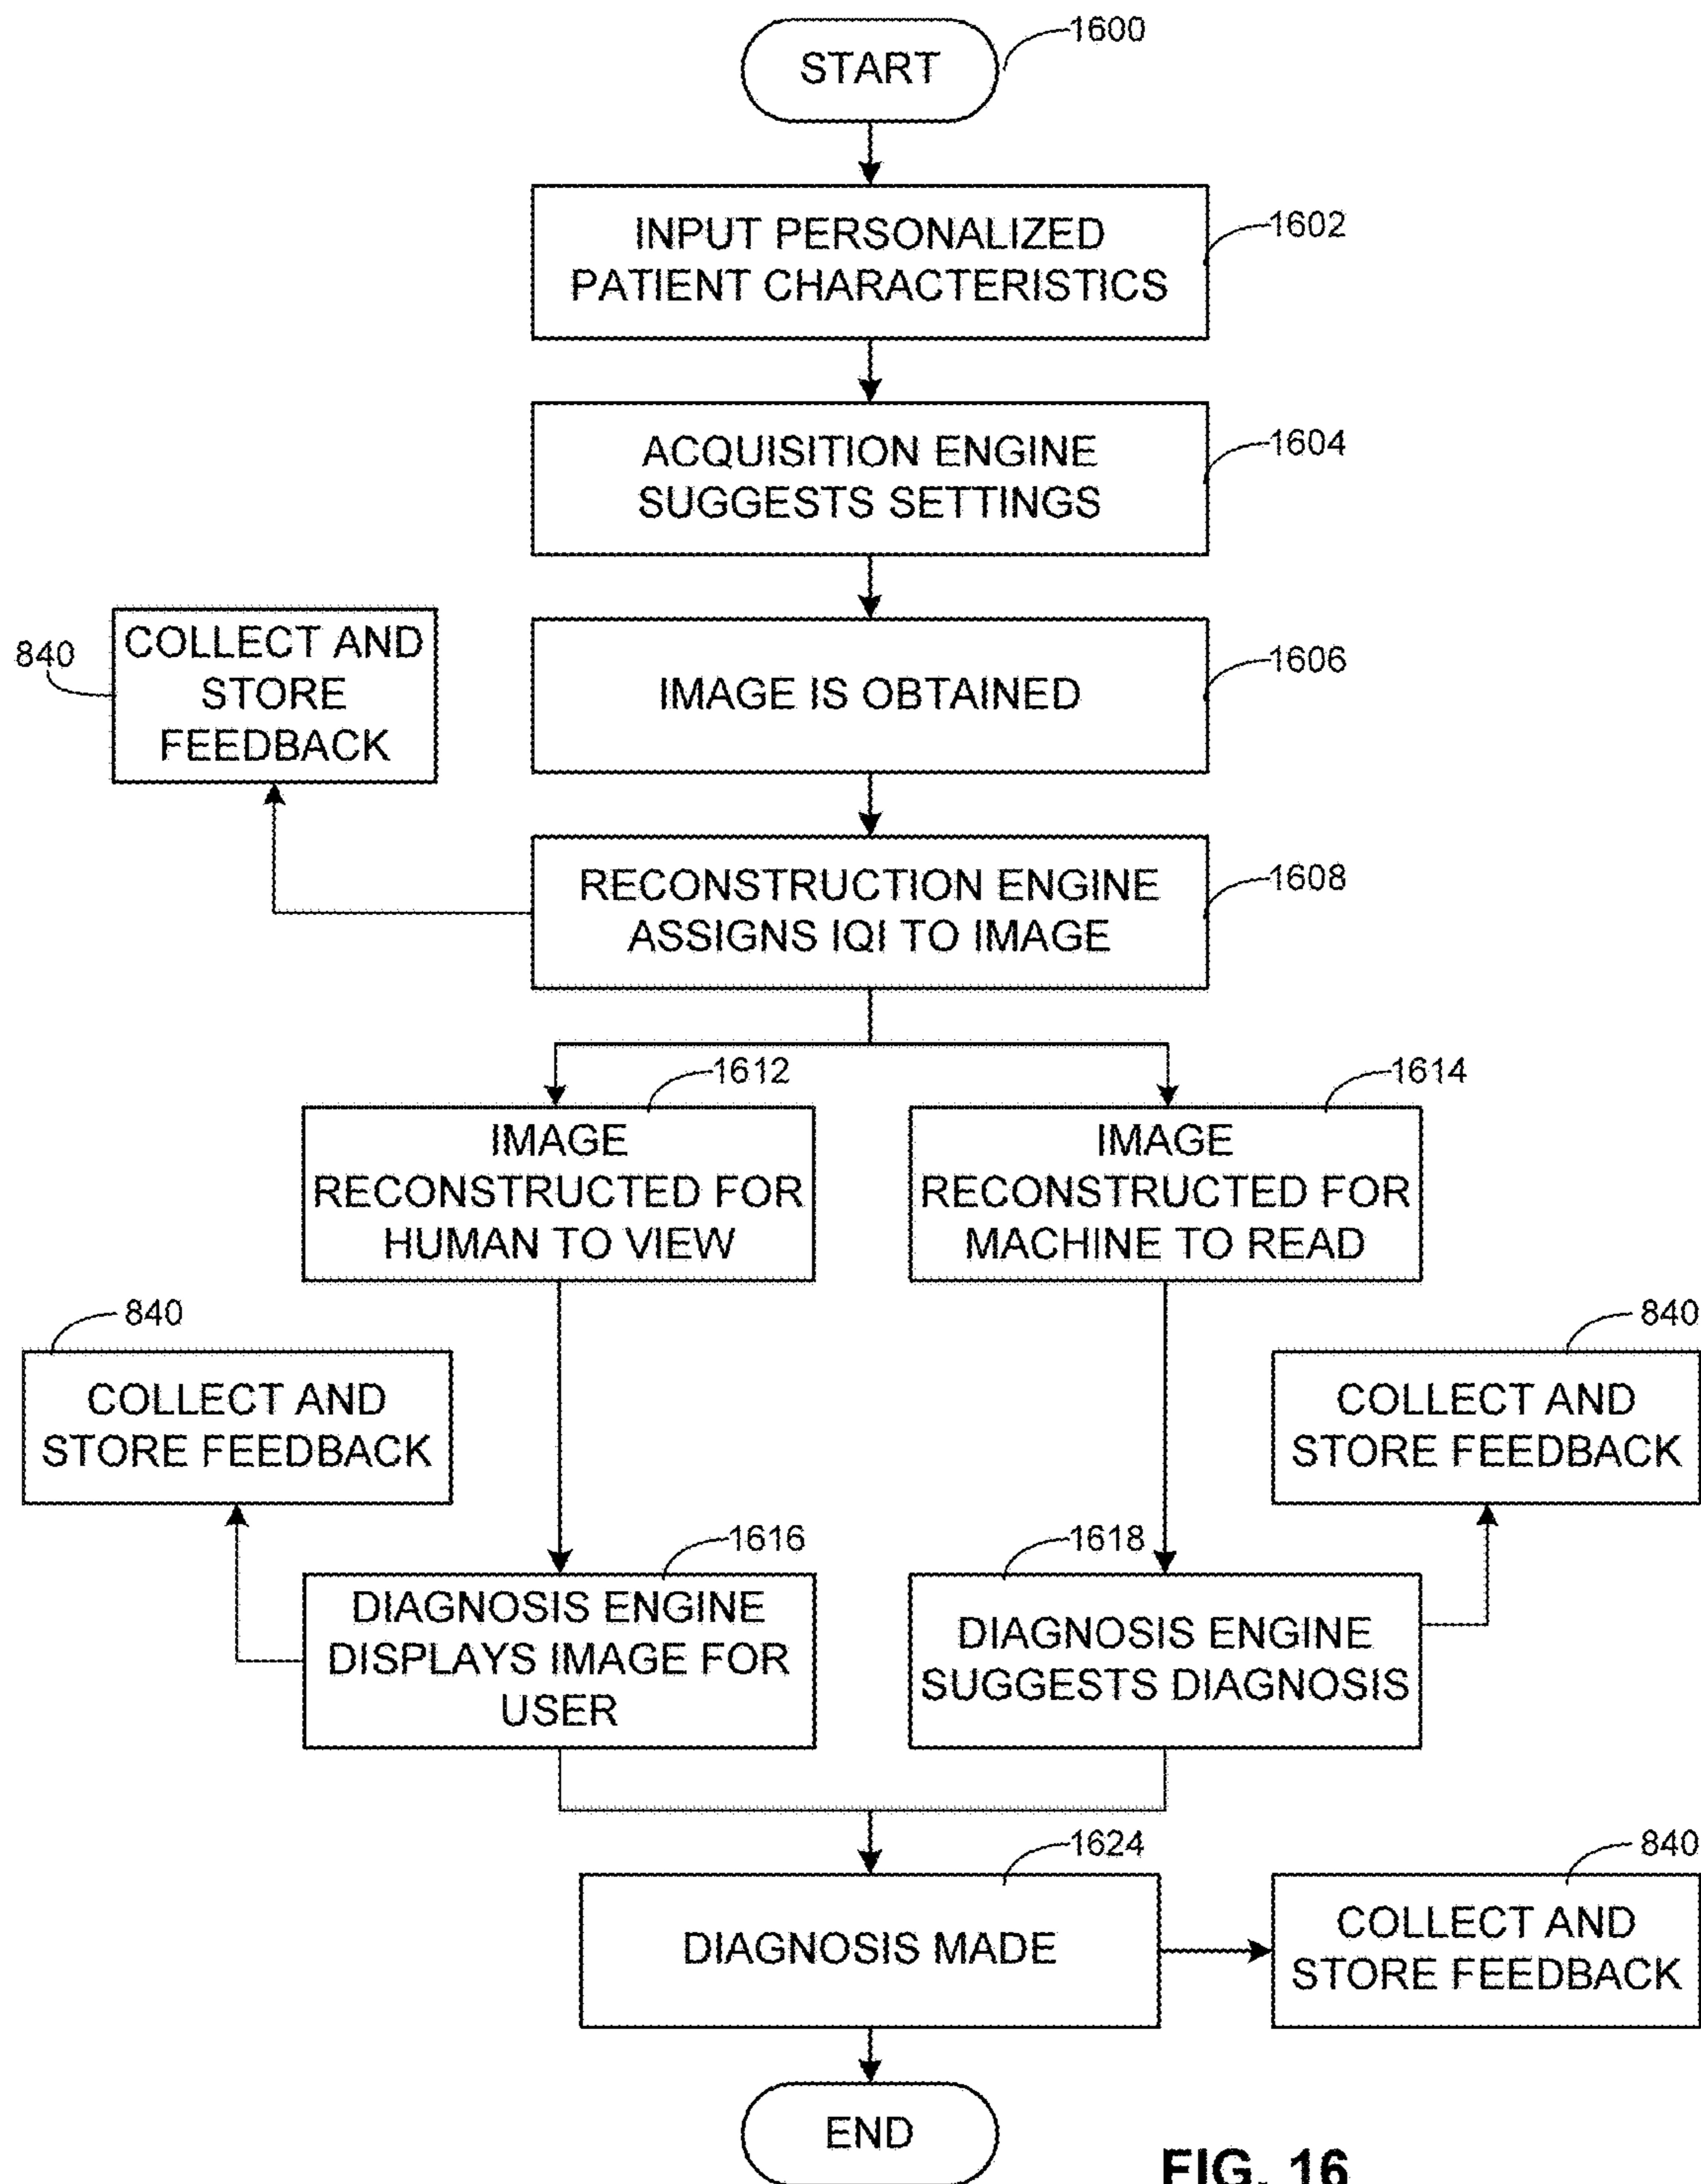 START
1600
INPUT PERSONALIZED
PATIENT CHARACTERISTICS
1602
ACQUISITION ENGINE
SUGGESTS SETTINGS
1604
840
COLLECT AND
STORE
FEEDBACK
IMAGE IS OBTAINED
1606
RECONSTRUCTION ENGINE
ASSIGNS IQI TO IMAGE
1608
1612
IMAGE
RECONSTRUCTED FOR
HUMAN TO VIEW
1614
IMAGE
RECONSTRUCTED FOR
MACHINE TO READ
840
COLLECT AND
STORE FEEDBACK
840
COLLECT AND
STORE FEEDBACK
1616
DIAGNOSIS ENGINE
DISPLAYS IMAGE FOR
USER
1618
DIAGNOSIS ENGINE
SUGGESTS DIAGNOSIS
1624
DIAGNOSIS MADE
840
COLLECT AND
STORE FEEDBACK
END
FIG. 16